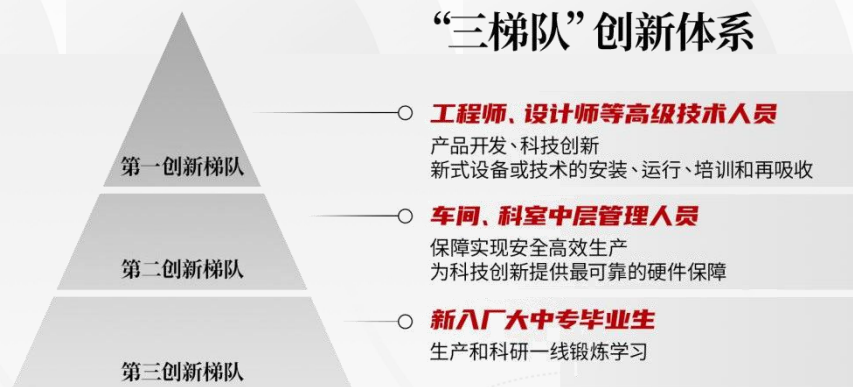 “三梯队”创新体系
第一创新梯队
工程师、设计师等高级技术人员
产品开发、科技创新
新式设备或技术的安装、运行、培训和再吸收
第二创新梯队
车间、科室中层管理人员
保障实现安全高效生产
为科技创新提供最可靠的硬件保障
第三创新梯队
新入厂大中专毕业生
生产和科研一线锻炼学习